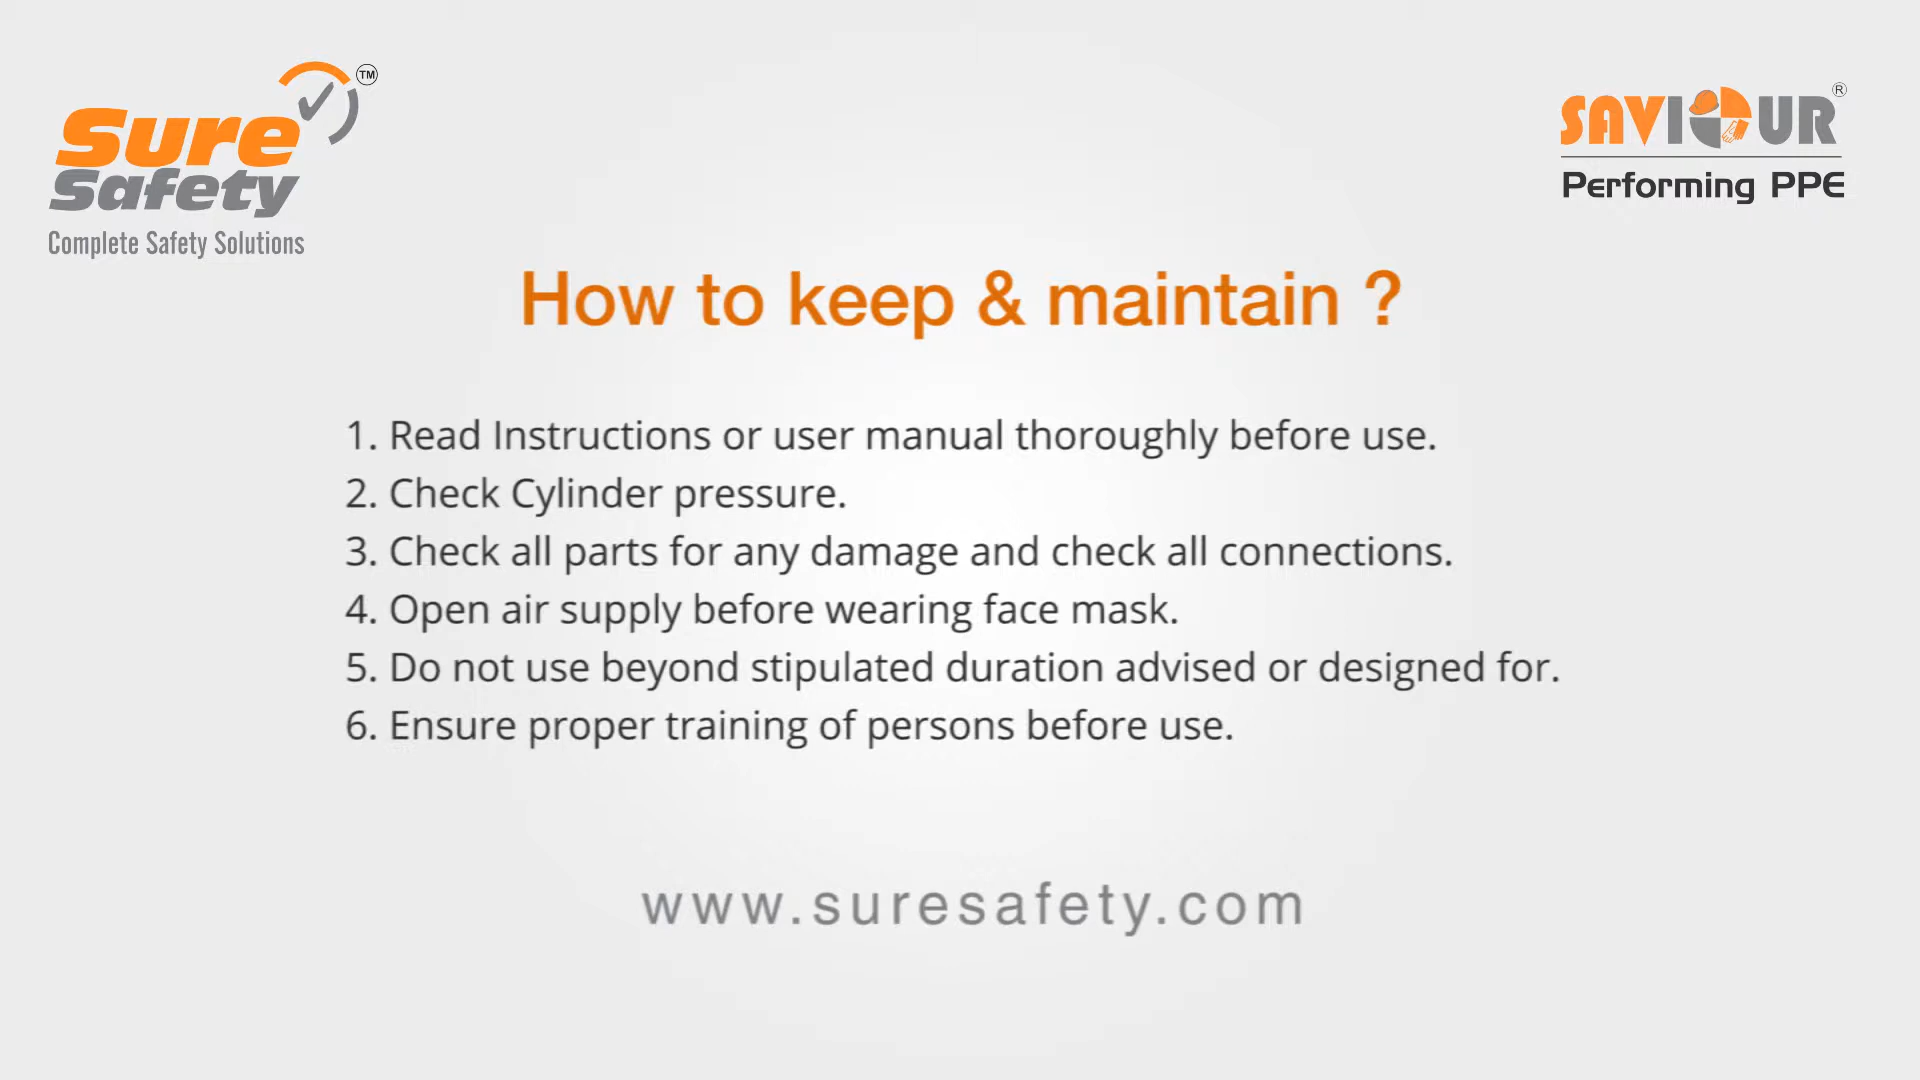 Sure
Safety
TM
Complete Safety Solutions
SAVIOUR®
Performing PPE
How to keep & maintain ?
1. Read Instructions or user manual thoroughly before use.
2. Check Cylinder pressure.
3. Check all parts for any damage and check all connections.
4. Open air supply before wearing face mask.
5. Do not use beyond stipulated duration advised or designed for.
6. Ensure proper training of persons before use.
www.suresafety.com